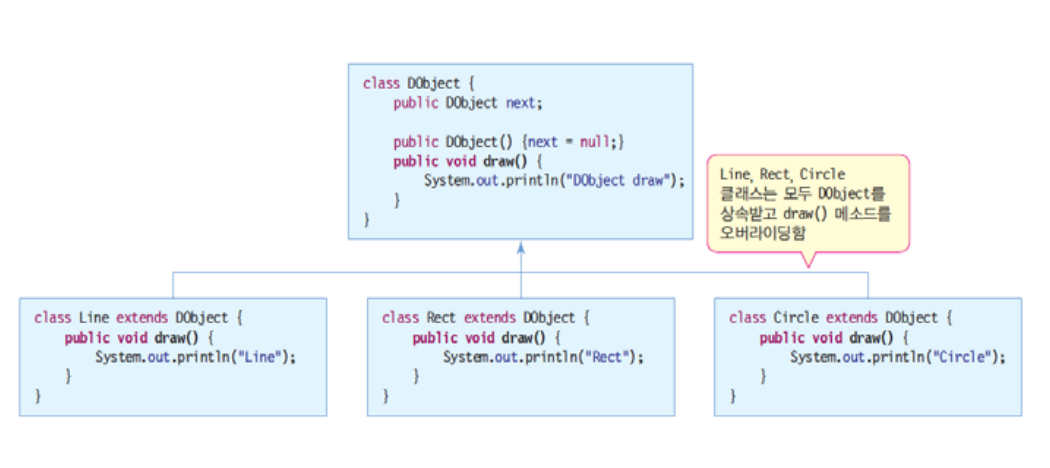 class DObject {
public DObject next;
public DObject() {next = null;}
public void draw() {
System.out.println("DObject draw");
}
}
Line, Rect, Circle
클래스는 모두 DObject를
상속받고 draw() 메소드를
오버라이딩함
class Line extends DObject {
public void draw() {
System.out.println("Line");
}
}
class Rect extends DObject {
public void draw() {
System.out.println("Rect");
}
}
class Circle extends DObject {
public void draw() {
System.out.println("Circle");
}
}